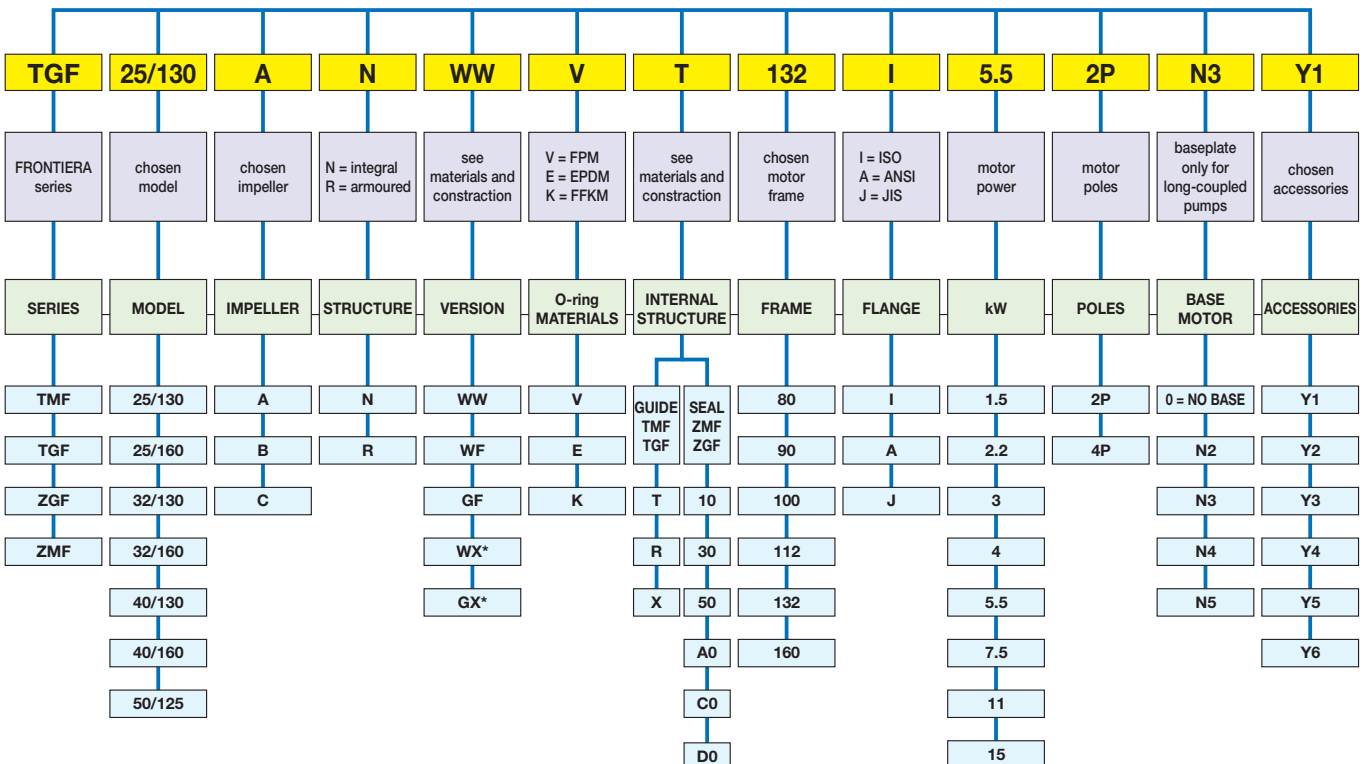 TGF 25/130 A N WW V T 132 I 5.5 2P N3 Y1
FRONTIERA
series
chosen
model
chosen
impeller
N = integral
R = armoured
see
materials and
constraction
V = FPM
E = EPDM
K = FFKM
see
materials and
constraction
chosen
motor
frame
I = ISO
A = ANSI
J = JIS
motor
power
motor
poles
baseplate
only for
long-coupled
pumps
chosen
accessories
SERIES
MODEL
IMPELLER
STRUCTURE
VERSION
O-ring
MATERIALS
INTERNAL
STRUCTURE
FRAME
FLANGE
kW
POLES
BASE
MOTOR
ACCESSORIES
TMF
TGF
ZGF
ZMF
25/130
25/160
32/130
32/160
40/130
40/160
50/125
A
B
C
N
R
WW
WF
GF
WX*
GX*
V
E
K
GUIDE
TMF
TGF
T
R
X
SEAL
ZMF
ZGF
10
30
50
A0
C0
D0
80
90
100
112
132
160
I
A
J
1.5
2.2
3
4
5.5
7.5
11
15
2P
4P
0 = NO BASE
N2
N3
N4
N5
Y1
Y2
Y3
Y4
Y5
Y6